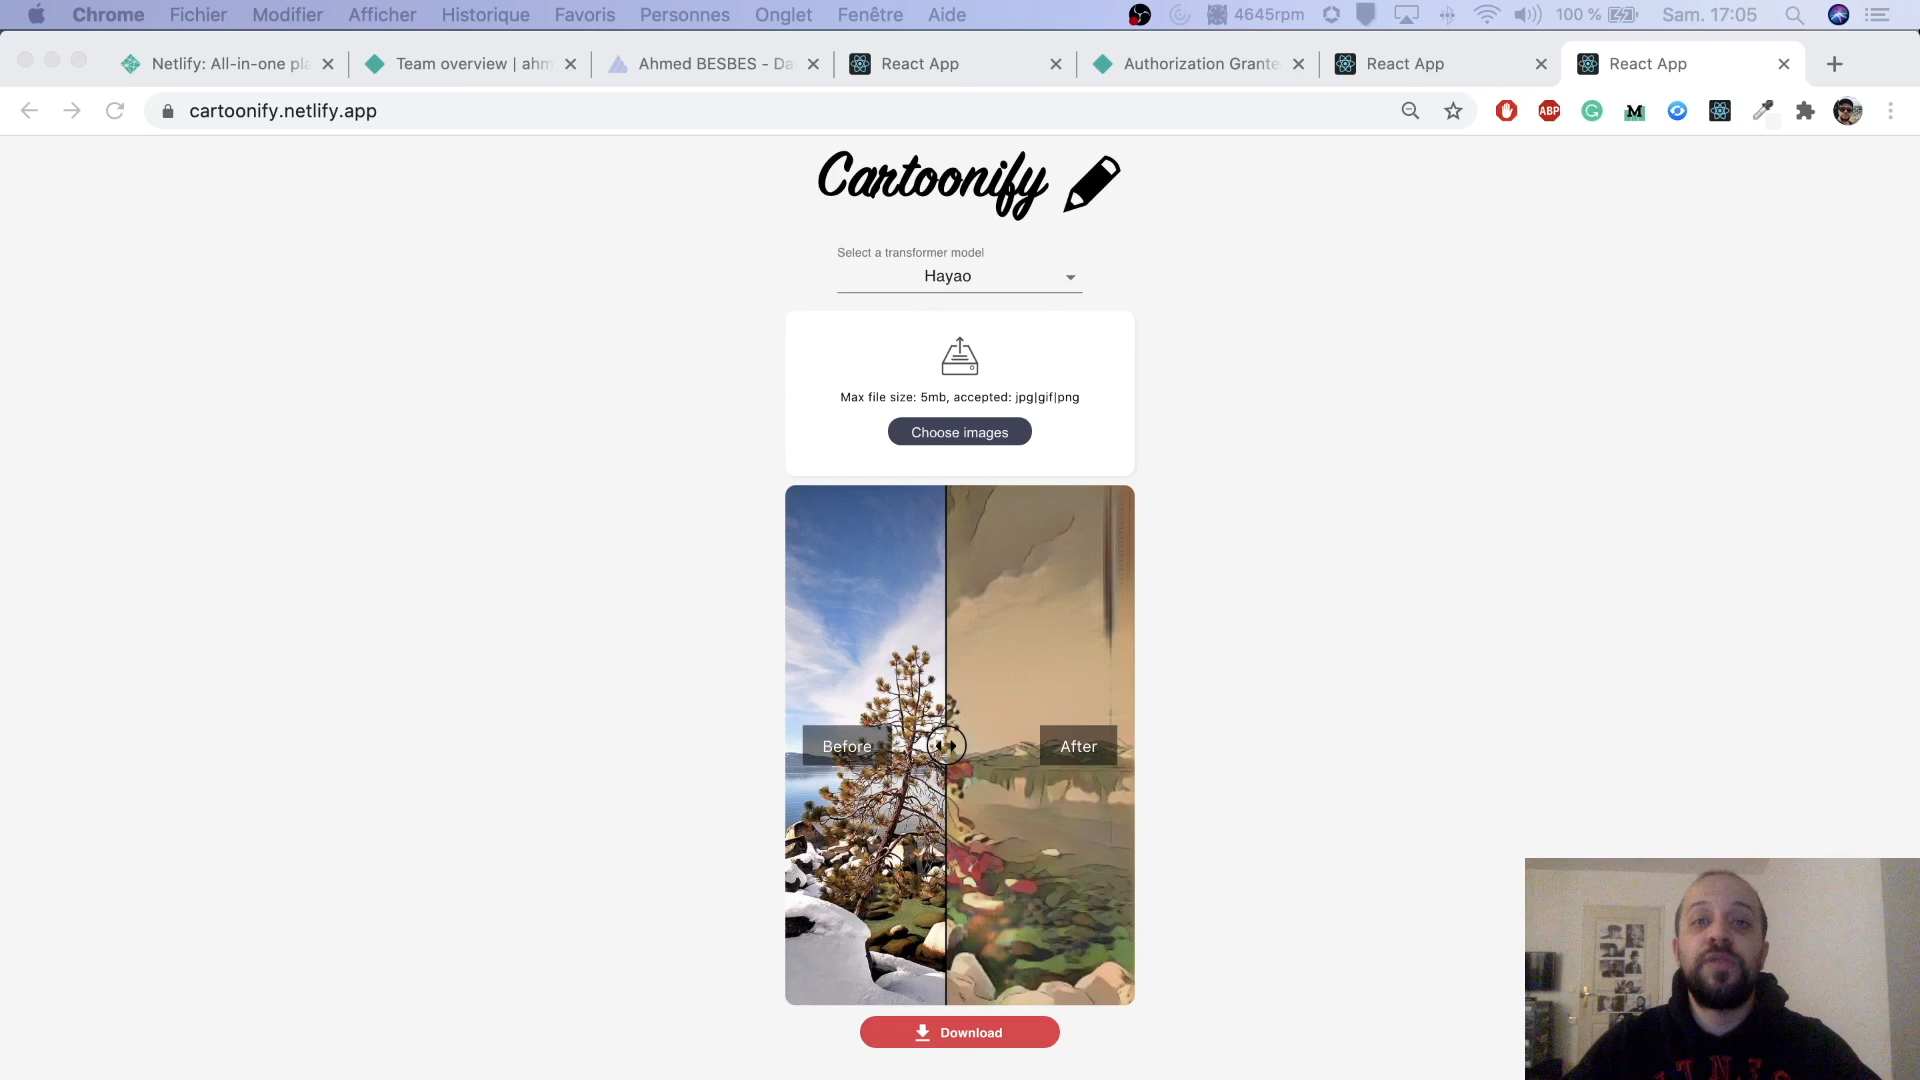 Chrome Fichier Modifier Afficher Historique Favoris Personnes Onglet Fenêtre Aide 4645rpm 100 % Sam. 17:05
Netlify: All-in-one pla Team overview | ahm Ahmed BESBES - Da React App Authorization Grante React App React App
cartoonify.netlify.app
ABP
G
M
Cartoonify
Select a transformer model
Hayao
Max file size: 5mb, accepted: jpg|gif|png
Choose images
Before After
Download